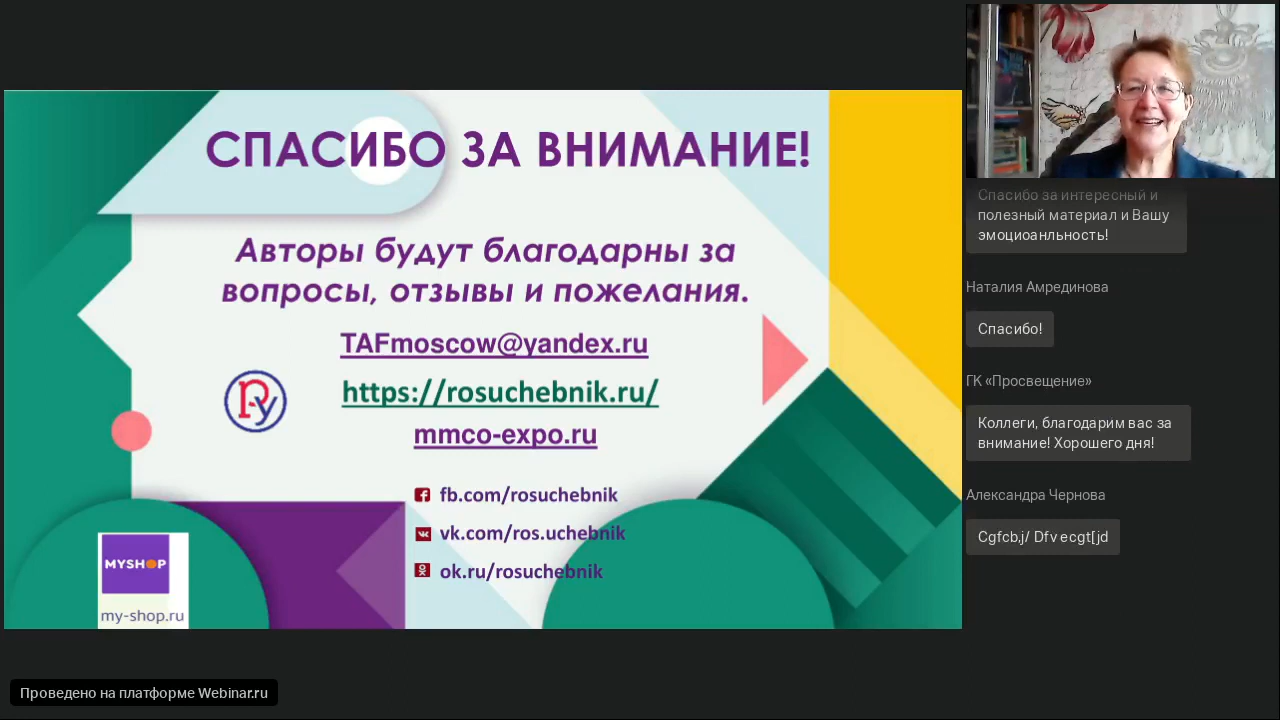 СПАСИБО ЗА ВНИМАНИЕ!
Авторы будут благодарны за
вопросы, отзывы и пожелания.
TAFmoscow@yandex.ru
https://rosuchebnik.ru/
mmco-expo.ru
fb.com/rosuchebnik
vk.com/ros.uchebnik
ok.ru/rosuchebnik
MYSHOP
my-shop.ru
Спасибо за интересный и
полезный материал и Вашу
эмоциоанльность!
Наталия Амрединова
Спасибо!
ГК «Просвещение»
Коллеги, благодарим вас за
внимание! Хорошего дня!
Александра Чернова
Cgfcb,j/ Dfv ecgt[jd
Проведено на платформе Webinar.ru